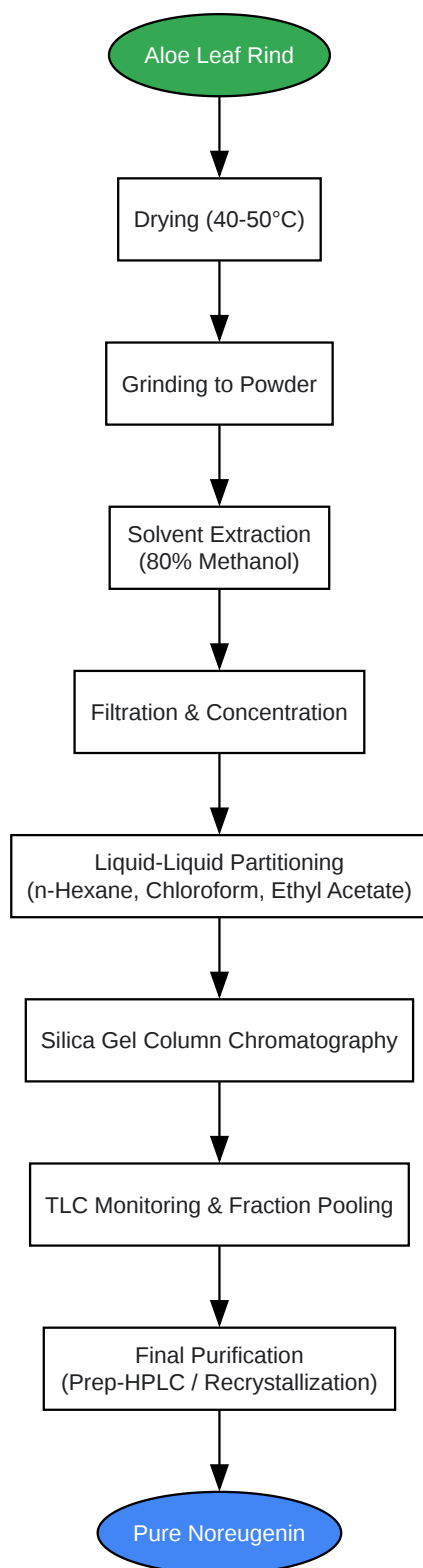 Aloe Leaf Rind
Drying (40-50°C)
Grinding to Powder
Solvent Extraction
(80% Methanol)
Filtration & Concentration
Liquid-Liquid Partitioning
(n-Hexane, Chloroform, Ethyl Acetate)
Silica Gel Column Chromatography
TLC Monitoring & Fraction Pooling
Final Purification
(Prep-HPLC / Recrystallization)
Pure Noreugenin